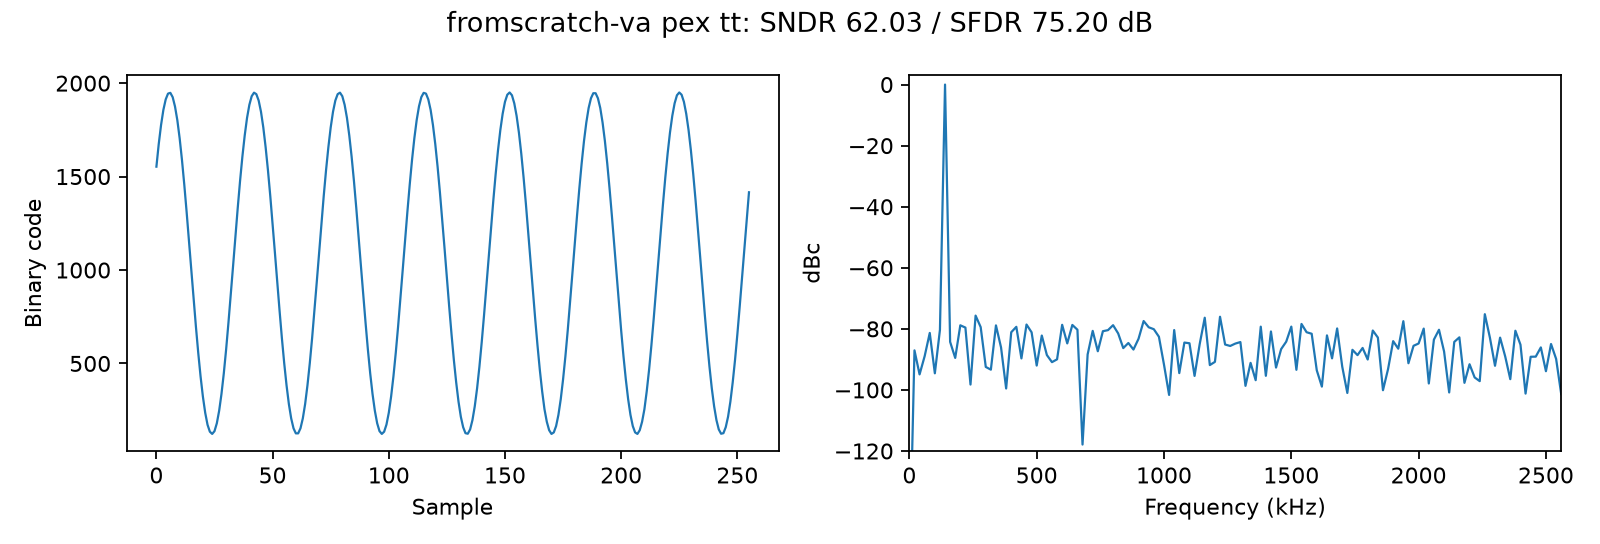 fromscratch-va pex tt: SNDR 62.03 / SFDR 75.20 dB
2000
1500
1000
500
Binary code
0 50 100 150 200 250
Sample
0
−20
−40
−60
−80
−100
−120
dBc
0 500 1000 1500 2000 2500
Frequency (kHz)